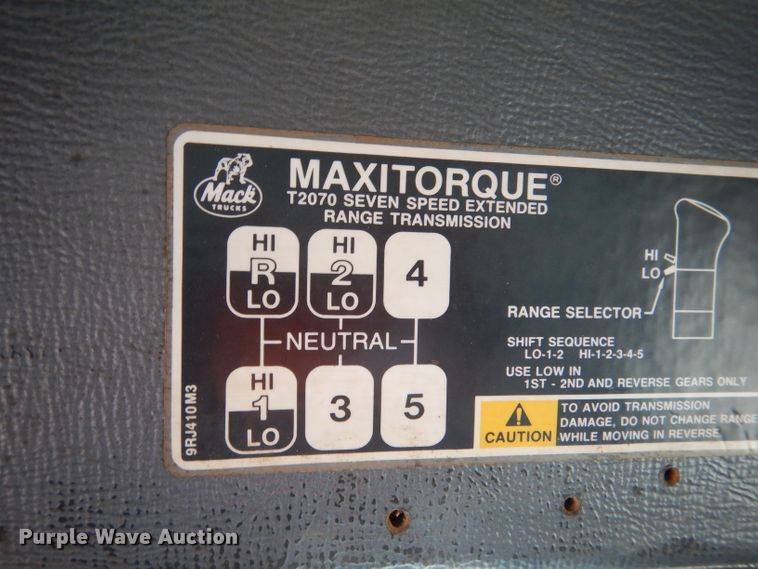 Mack
TRUCKS
MAXITORQUE®
T2070 SEVEN SPEED EXTENDED
RANGE TRANSMISSION
HI HI
R 2 4
LO LO
NEUTRAL
HI
1 3 5
LO
9RJ410M3
HI
LO
RANGE SELECTOR
SHIFT SEQUENCE
LO-1-2 HI-1-2-3-4-5
USE LOW IN
1ST - 2ND AND REVERSE GEARS ONLY
CAUTION
TO AVOID TRANSMISSION
DAMAGE, DO NOT CHANGE RANGE
WHILE MOVING IN REVERSE
Purple Wave Auction